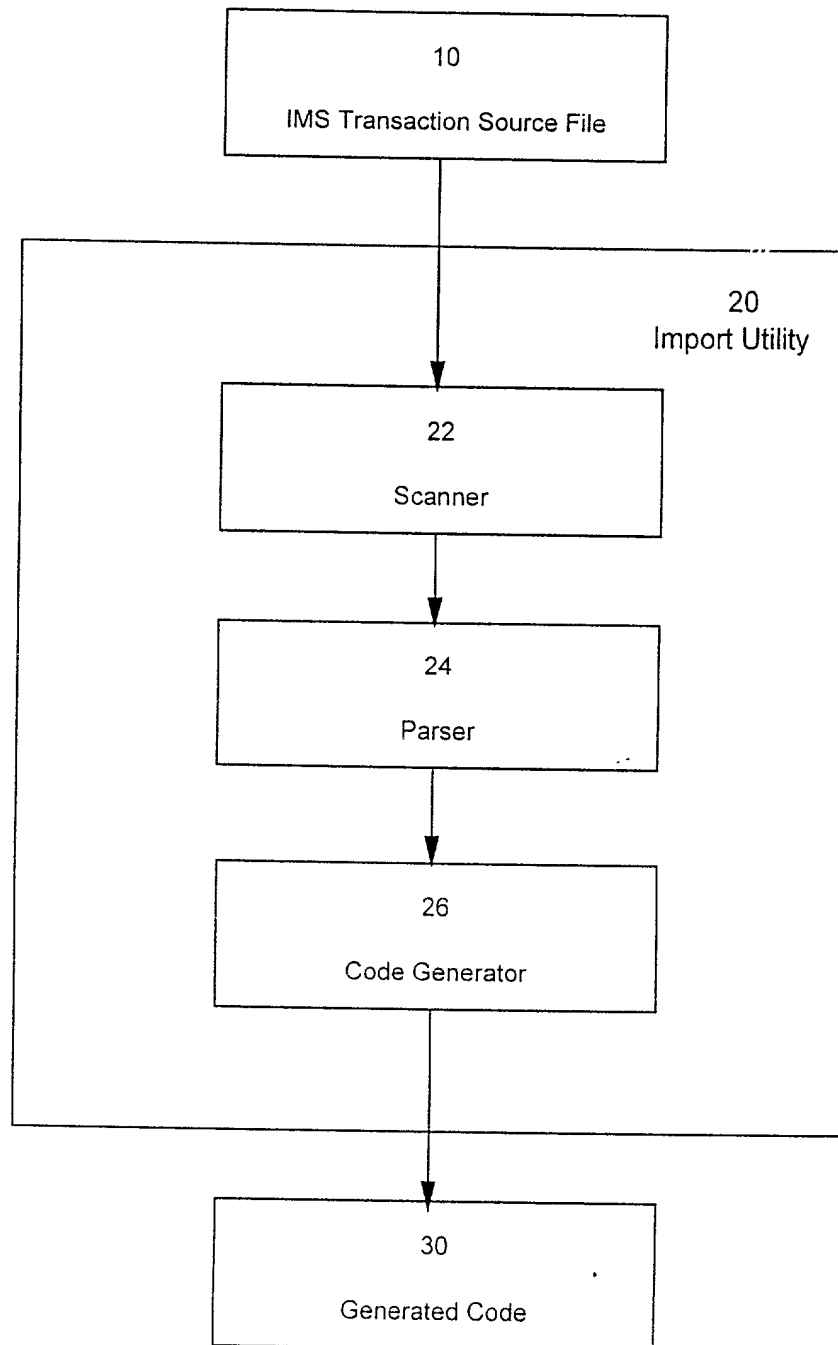 10
IMS Transaction Source File
20
Import Utility
22
Scanner
24
Parser
26
Code Generator
30
Generated Code